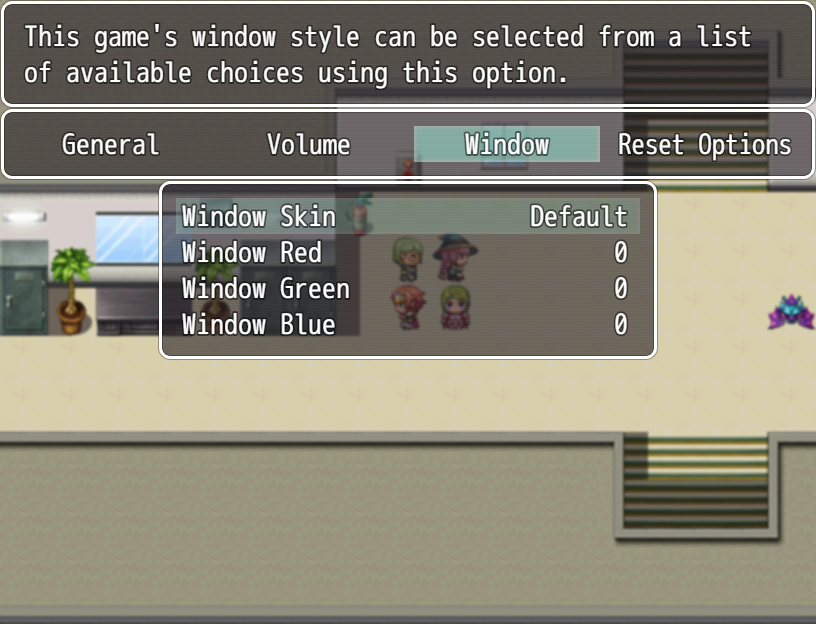 This game's window style can be selected from a list
of available choices using this option.
General Volume Window Reset Options
Window Skin Default
Window Red 0
Window Green 0
Window Blue 0